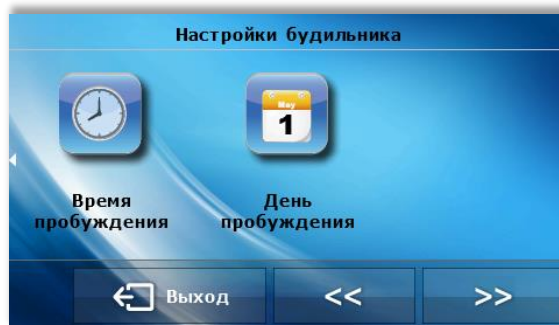 Настройки будильника
May
1
Время
пробуждения
День
пробуждения
Выход
<<
>>